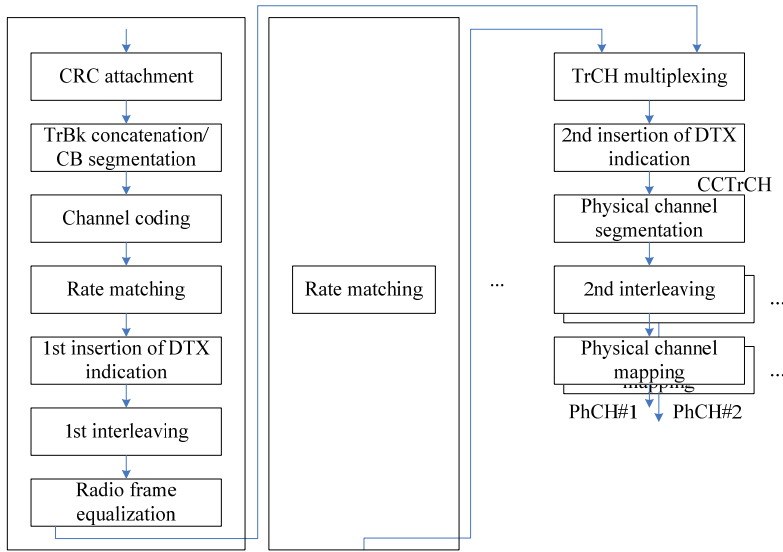 CRC attachment
TrBk concatenation/
CB segmentation
Channel coding
Rate matching
1st insertion of DTX
indication
1st interleaving
Radio frame
equalization
Rate matching
...
TrCH multiplexing
2nd insertion of DTX
indication
CCTrCH
Physical channel
segmentation
2nd interleaving
...
Physical channel
mapping
mapping
...
PhCH#1
PhCH#2